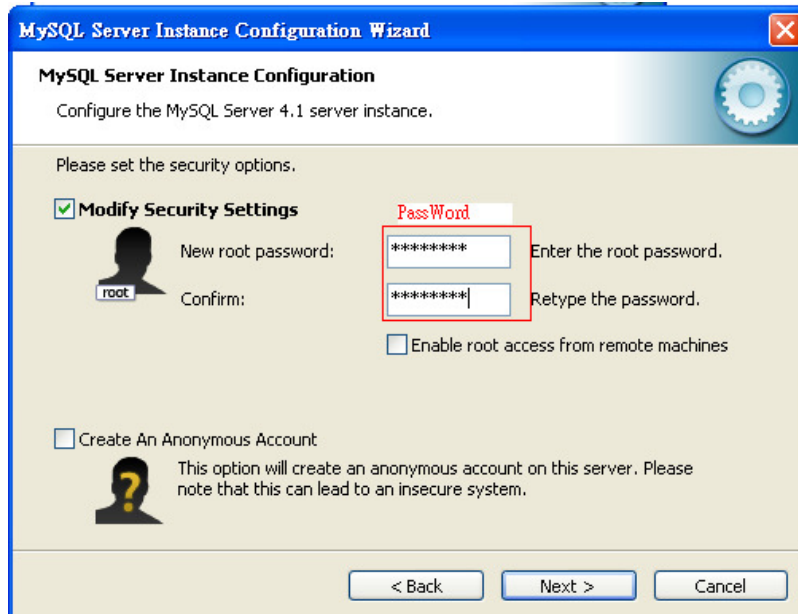 MySQL Server Instance Configuration Wizard
MySQL Server Instance Configuration
Configure the MySQL Server 4.1 server instance.
Please set the security options.
Modify Security Settings
PassWord
New root password: ******** Enter the root password.
root
Confirm: ******** Retype the password.
Enable root access from remote machines
Create An Anonymous Account
This option will create an anonymous account on this server. Please
note that this can lead to an insecure system.
< Back Next > Cancel